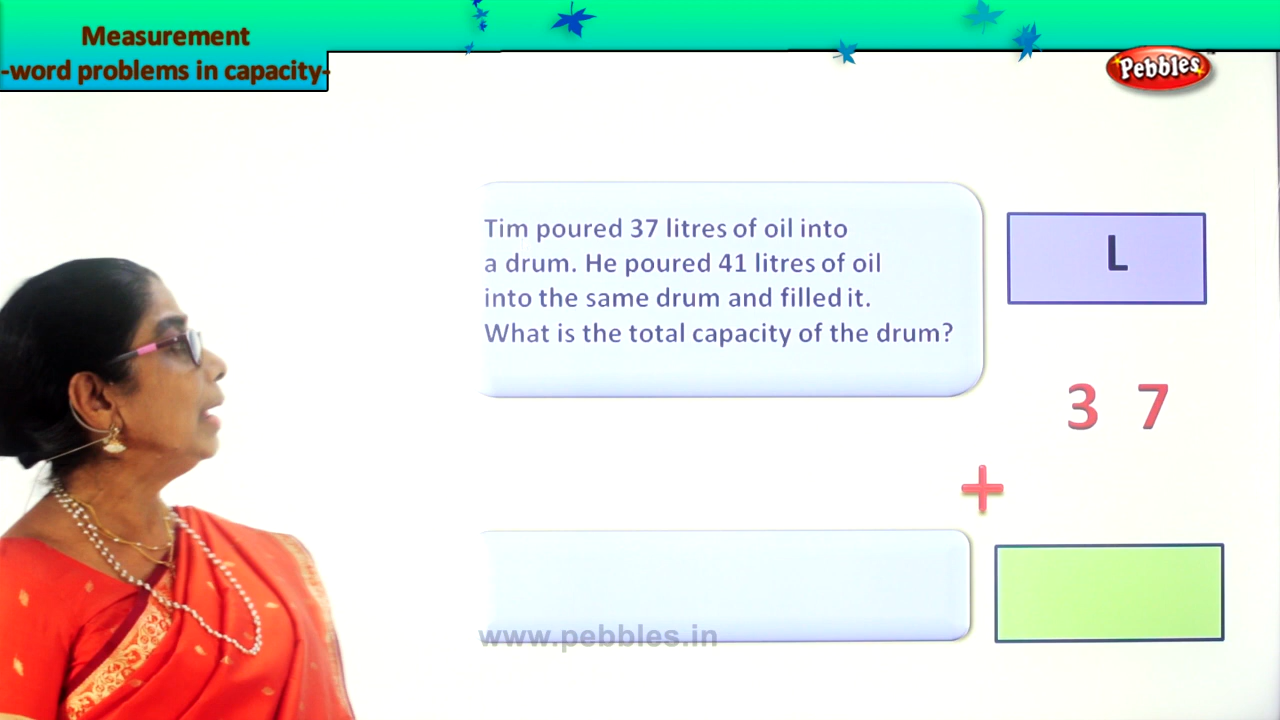 Measurement
-word problems in capacity-
Pebbles
Tim poured 37 litres of oil into
a drum. He poured 41 litres of oil
into the same drum and filled it.
What is the total capacity of the drum?
L
3 7
+
www.pebbles.in